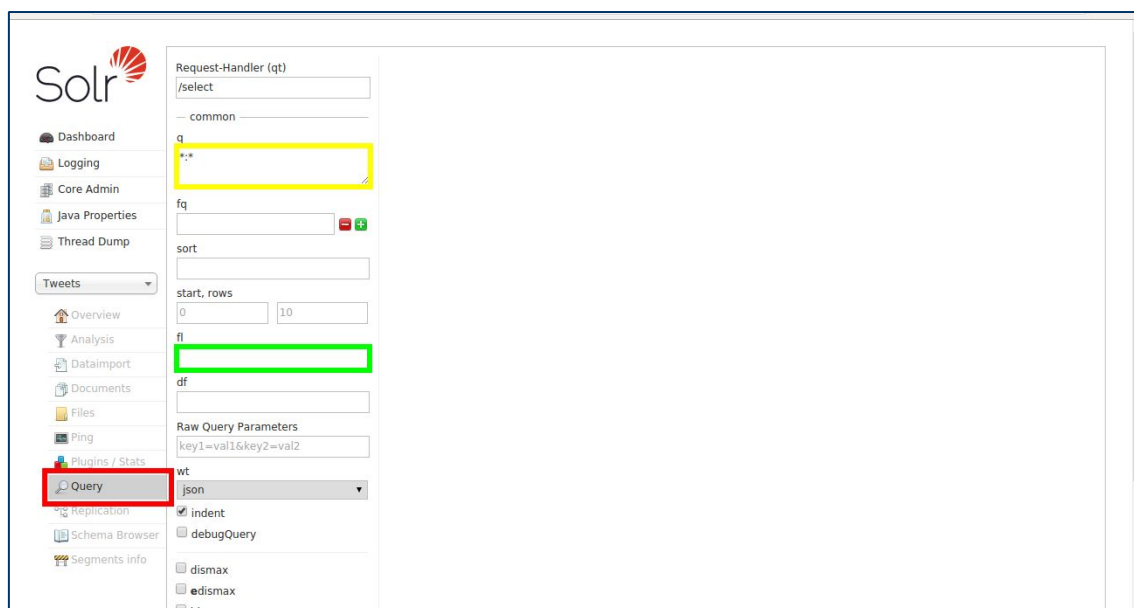 Solr
Dashboard
Logging
Core Admin
Java Properties
Thread Dump
Tweets
Overview
Analysis
Dataimport
Documents
Files
Ping
Plugins / Stats
Query
Replication
Schema Browser
Segments info
Request-Handler (qt)
/select
common
q
*:*
fq
sort
start, rows
0 10
fl
df
Raw Query Parameters
key1=val1&key2=val2
wt
json
indent
debugQuery
dismax
edismax